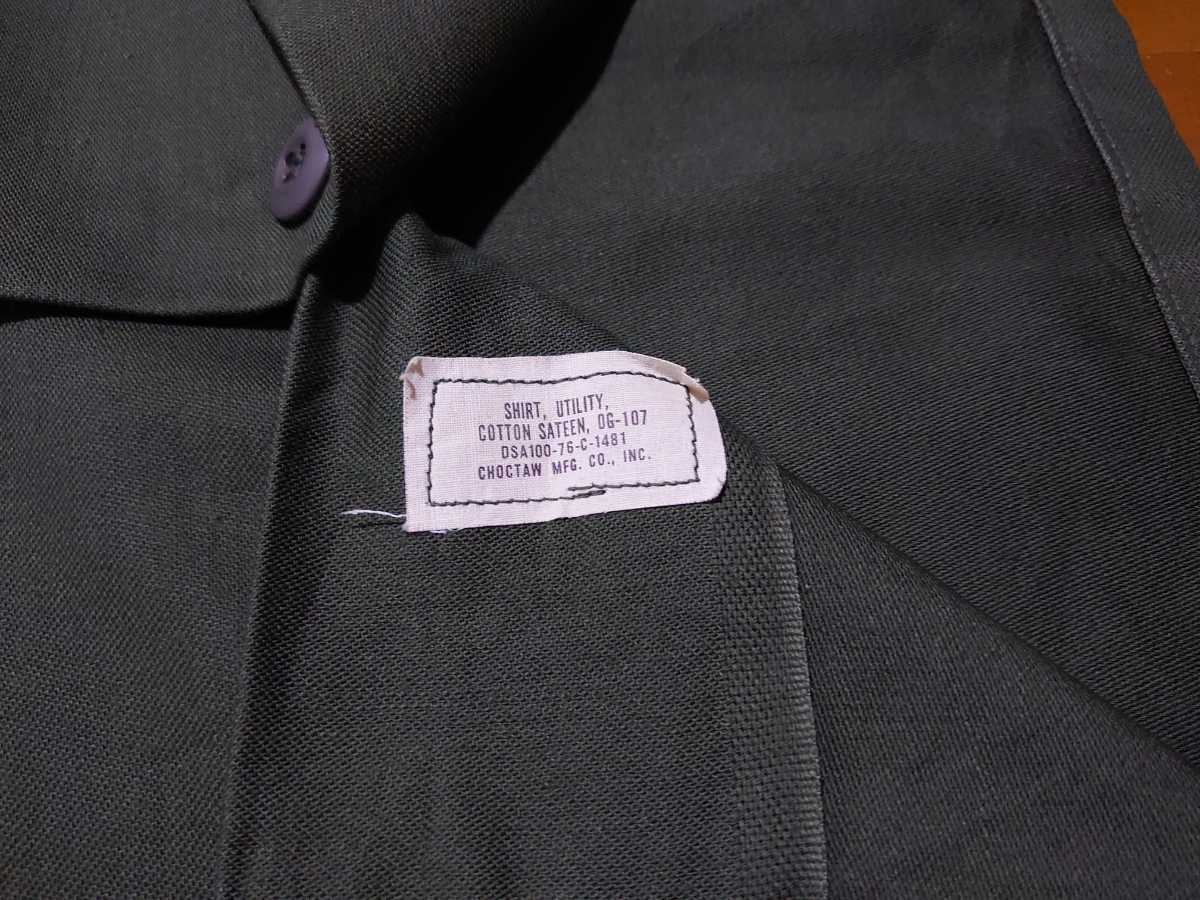 SHIRT, UTILITY,
COTTON SATEEN, OG-107
DSA100-76-C-1481
CHOCTAW MFG. CO., INC.